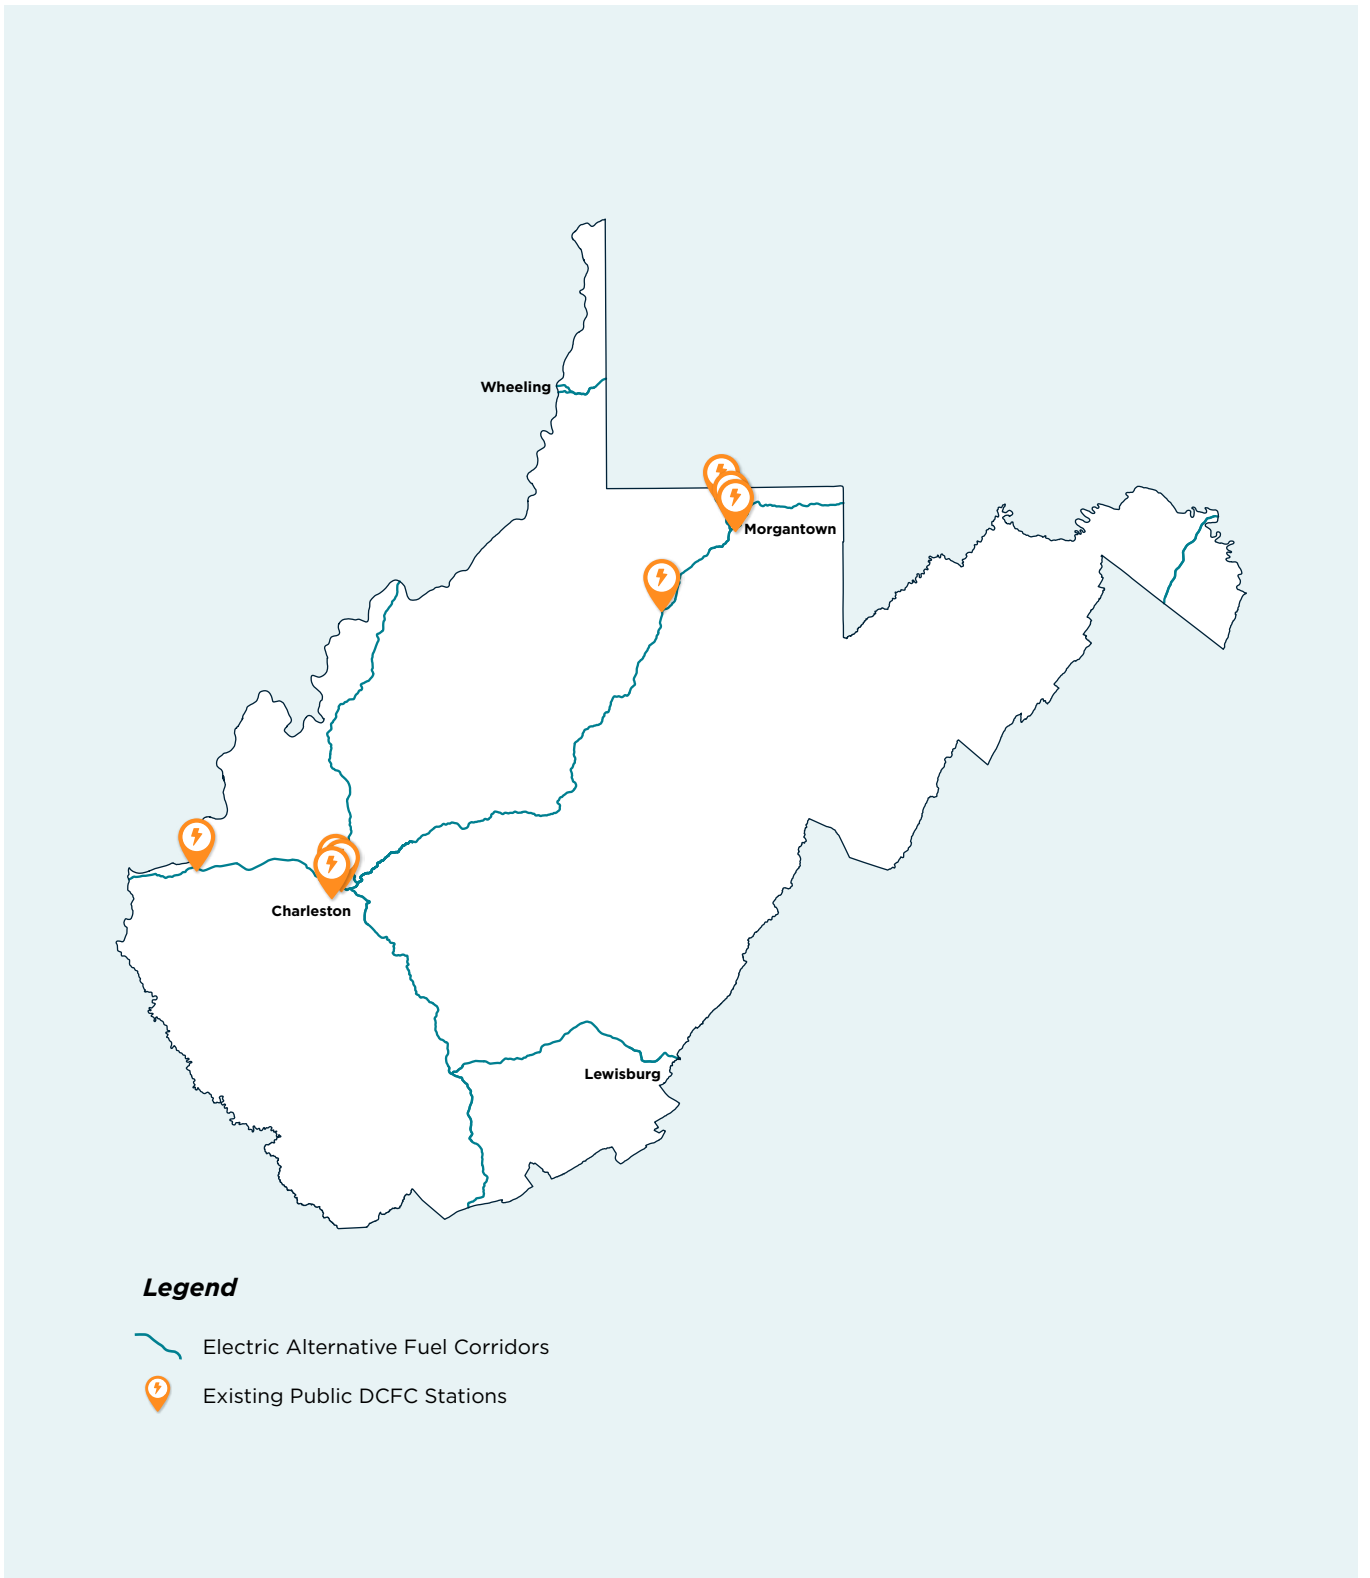 Wheeling
Morgantown
Charleston
Lewisburg
Legend
Electric Alternative Fuel Corridors
Existing Public DCFC Stations